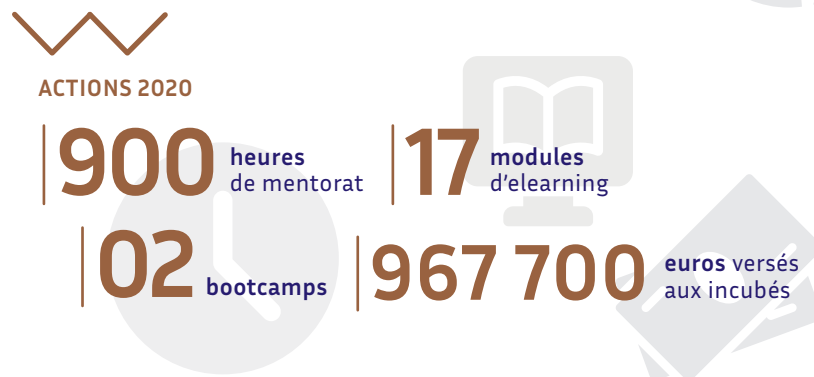 ACTIONS 2020
900 heures
de mentorat
17 modules
d'elearning
02 bootcamps
967 700 euros versés
aux incubés